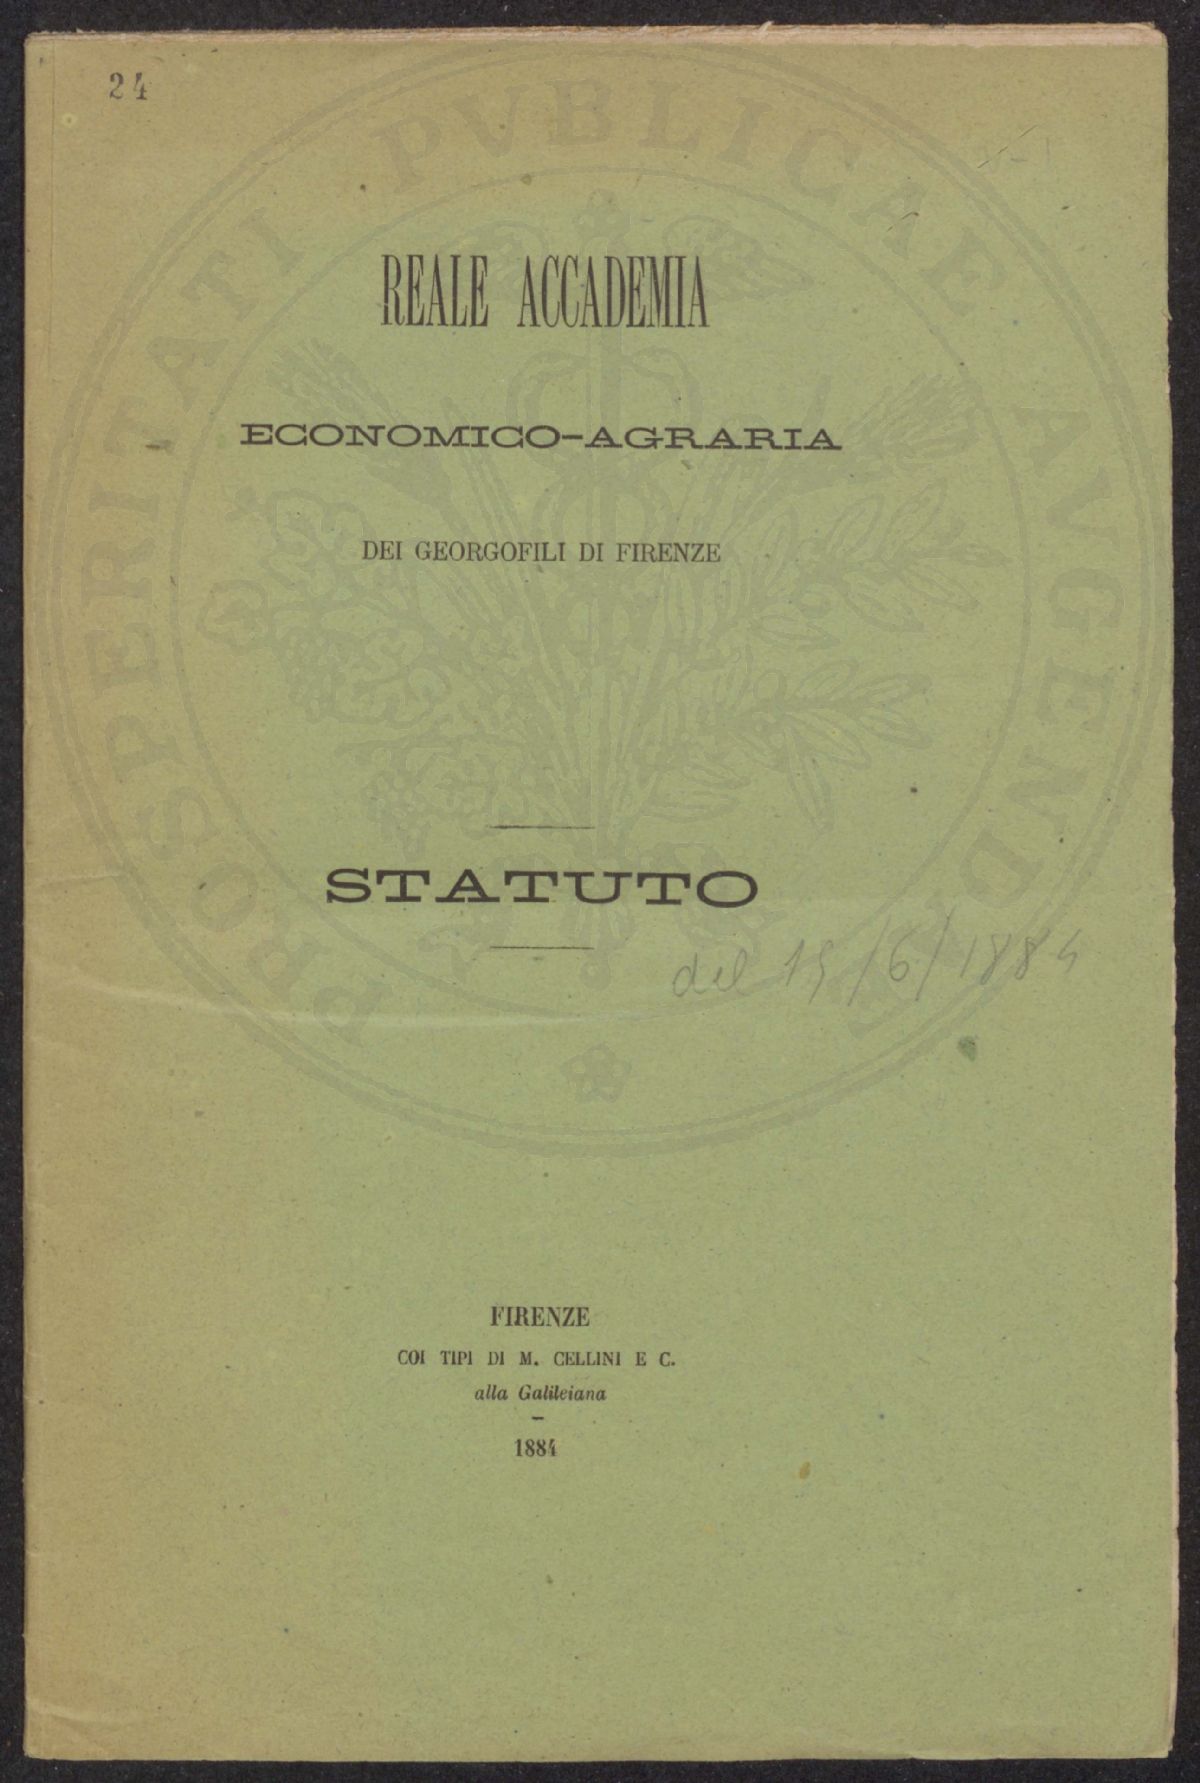 24
PROSPERITATI PVBLICAE AVGENDAE
REALE ACCADEMIA
ECONOMICO-AGRARIA
DEI GEORGOFILI DI FIRENZE
STATUTO
del 15/6/1884
FIRENZE
COI TIPI DI M. CELLINI E C.
alla Galileiana
1884